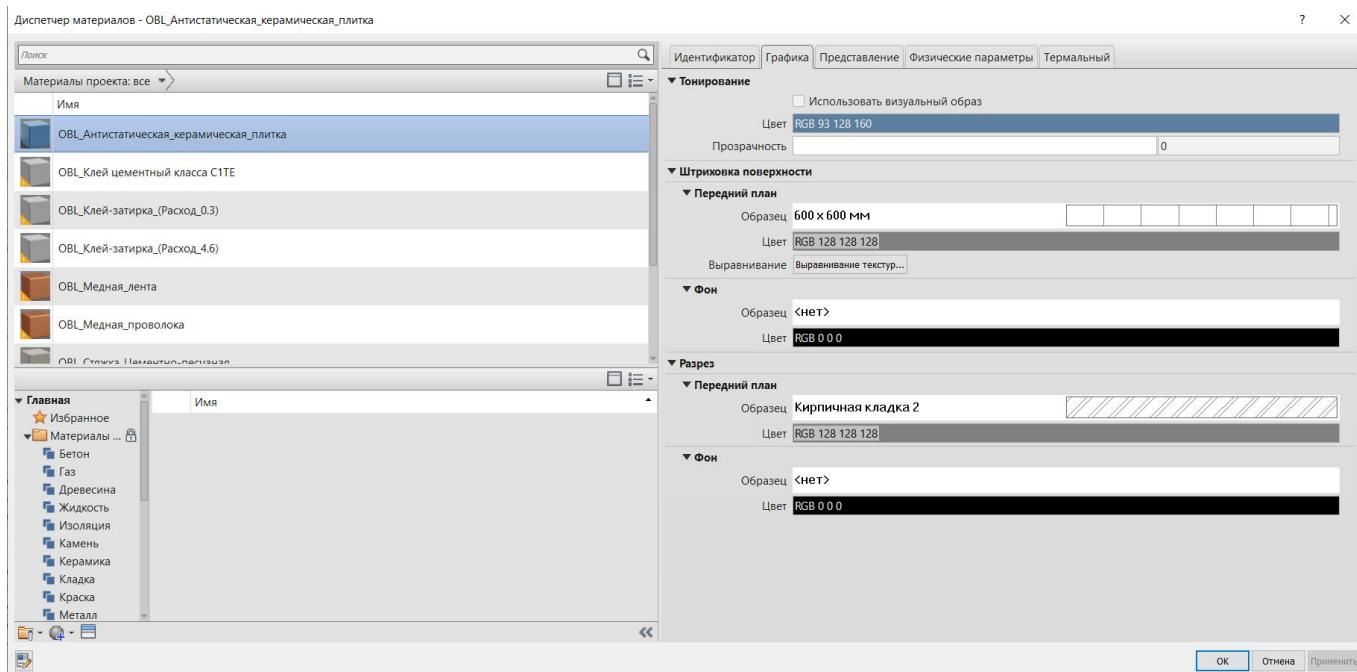 Диспетчер материалов - OBL_Антистатическая_керамическая_плитка
?
Поиск
Материалы проекта: все
Имя
OBL_Антистатическая_керамическая_плитка
OBL_Клей цементный класса С1ТЕ
OBL_Клей-затирка_(Расход_0.3)
OBL_Клей-затирка_(Расход_4.6)
OBL_Медная_лента
OBL_Медная_проволока
OBL_Стяжка_Цементно-песчаная
Главная
Имя
Избранное
Материалы ...
Бетон
Газ
Древесина
Жидкость
Изоляция
Камень
Керамика
Кладка
Краска
Металл
Идентификатор Графика Представление Физические параметры Термальный
Тонирование
Использовать визуальный образ
Цвет RGB 93 128 160
Прозрачность 0
Штриховка поверхности
Передний план
Образец 600 x 600 мм
Цвет RGB 128 128 128
Выравнивание Выравнивание текстур...
Фон
Образец <нет>
Цвет RGB 0 0 0
Разрез
Передний план
Образец Кирпичная кладка 2
Цвет RGB 128 128 128
Фон
Образец <нет>
Цвет RGB 0 0 0
ОК Отмена Применить